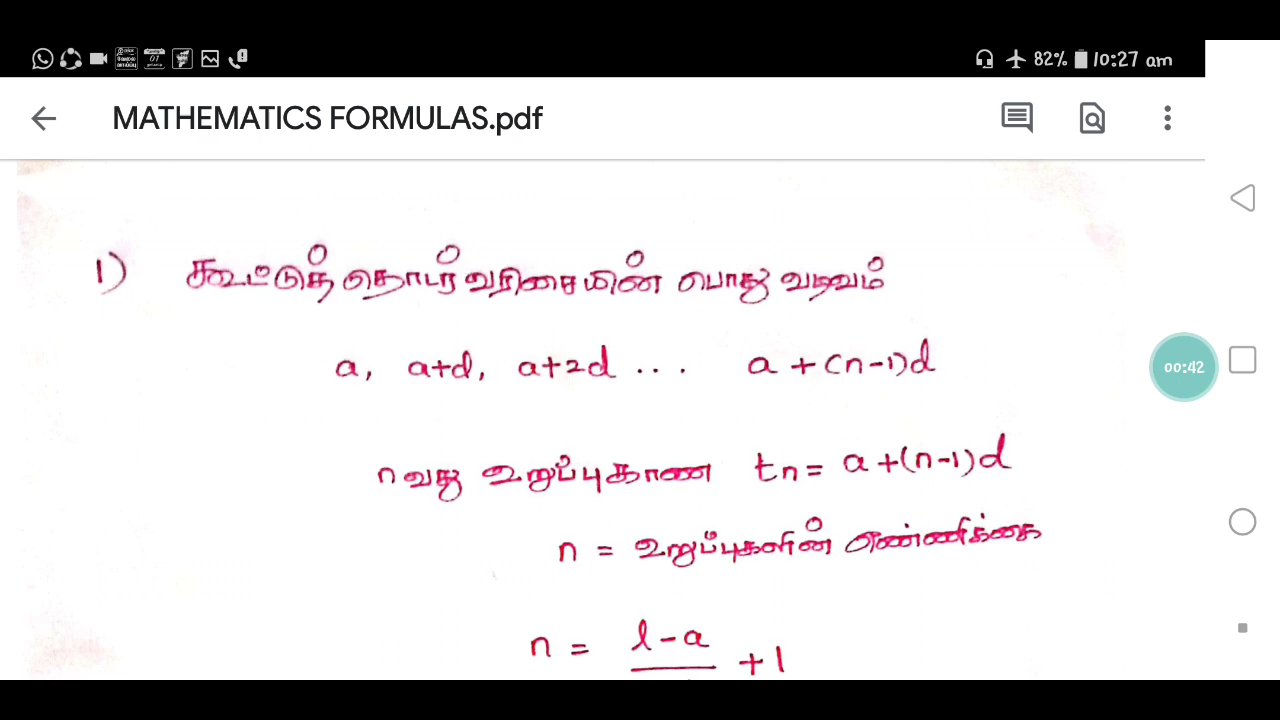 82% 10:27 am
MATHEMATICS FORMULAS.pdf
1) கூட்டுத் தொடர் வரிசையின் பொது வடிவம்
a, a+d, a+2d ... a+(n-1)d
00:42
n வது உறுப்பு காண tn = a+(n-1)d
n = உறுப்புகளின் எண்ணிக்கை
n = l-a
+1